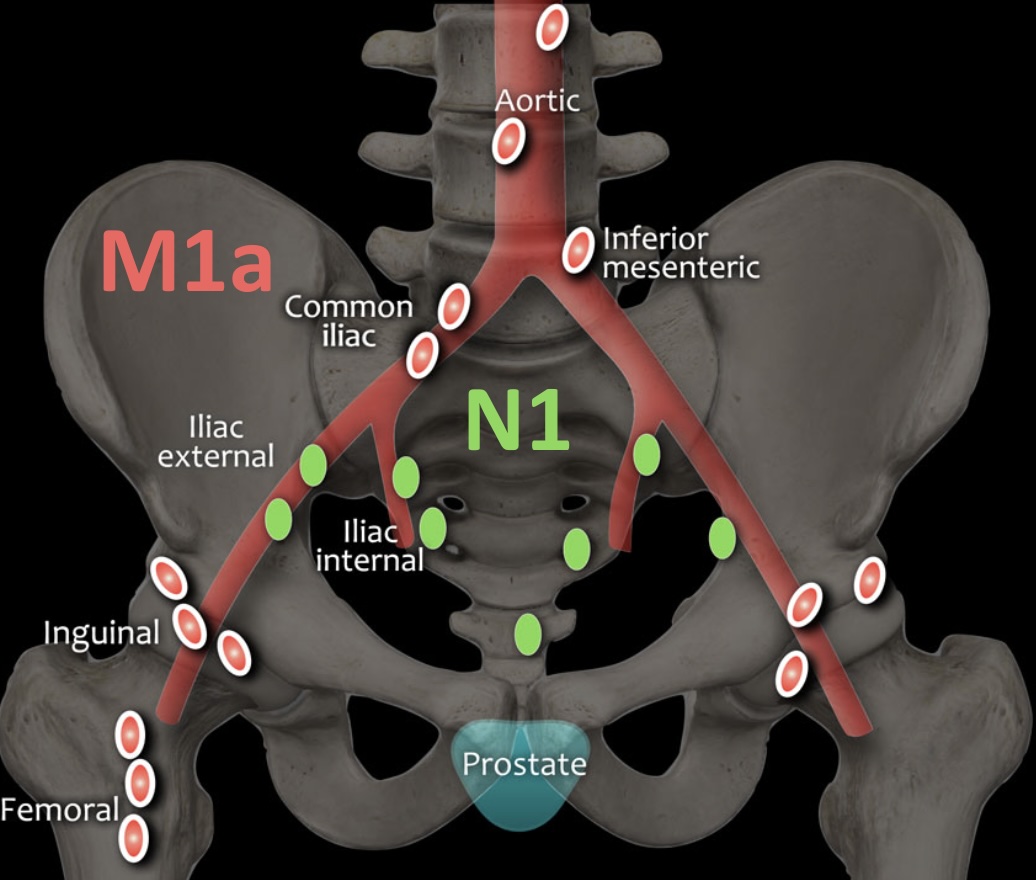 Aortic
Inferior
mesenteric
M1a
Common
iliac
N1
Iliac
external
Iliac
internal
Inguinal
Prostate
Femoral